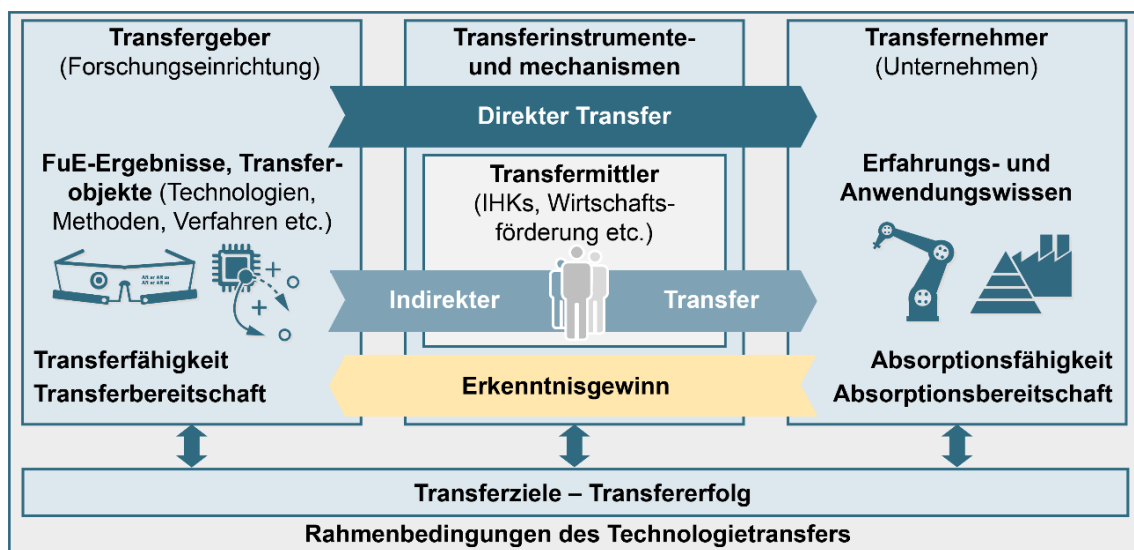 Transfergeber
(Forschungseinrichtung)
FuE-Ergebnisse, Transfer-
objekte (Technologien,
Methoden, Verfahren etc.)
Transferfähigkeit
Transferbereitschaft
Transferinstrumente-
und mechanismen
Direkter Transfer
Transfermittler
(IHKs, Wirtschafts-
förderung etc.)
Indirekter Transfer
Erkenntnisgewinn
Transfernehmer
(Unternehmen)
Erfahrungs- und
Anwendungswissen
Absorptionsfähigkeit
Absorptionsbereitschaft
Transferziele – Transfererfolg
Rahmenbedingungen des Technologietransfers